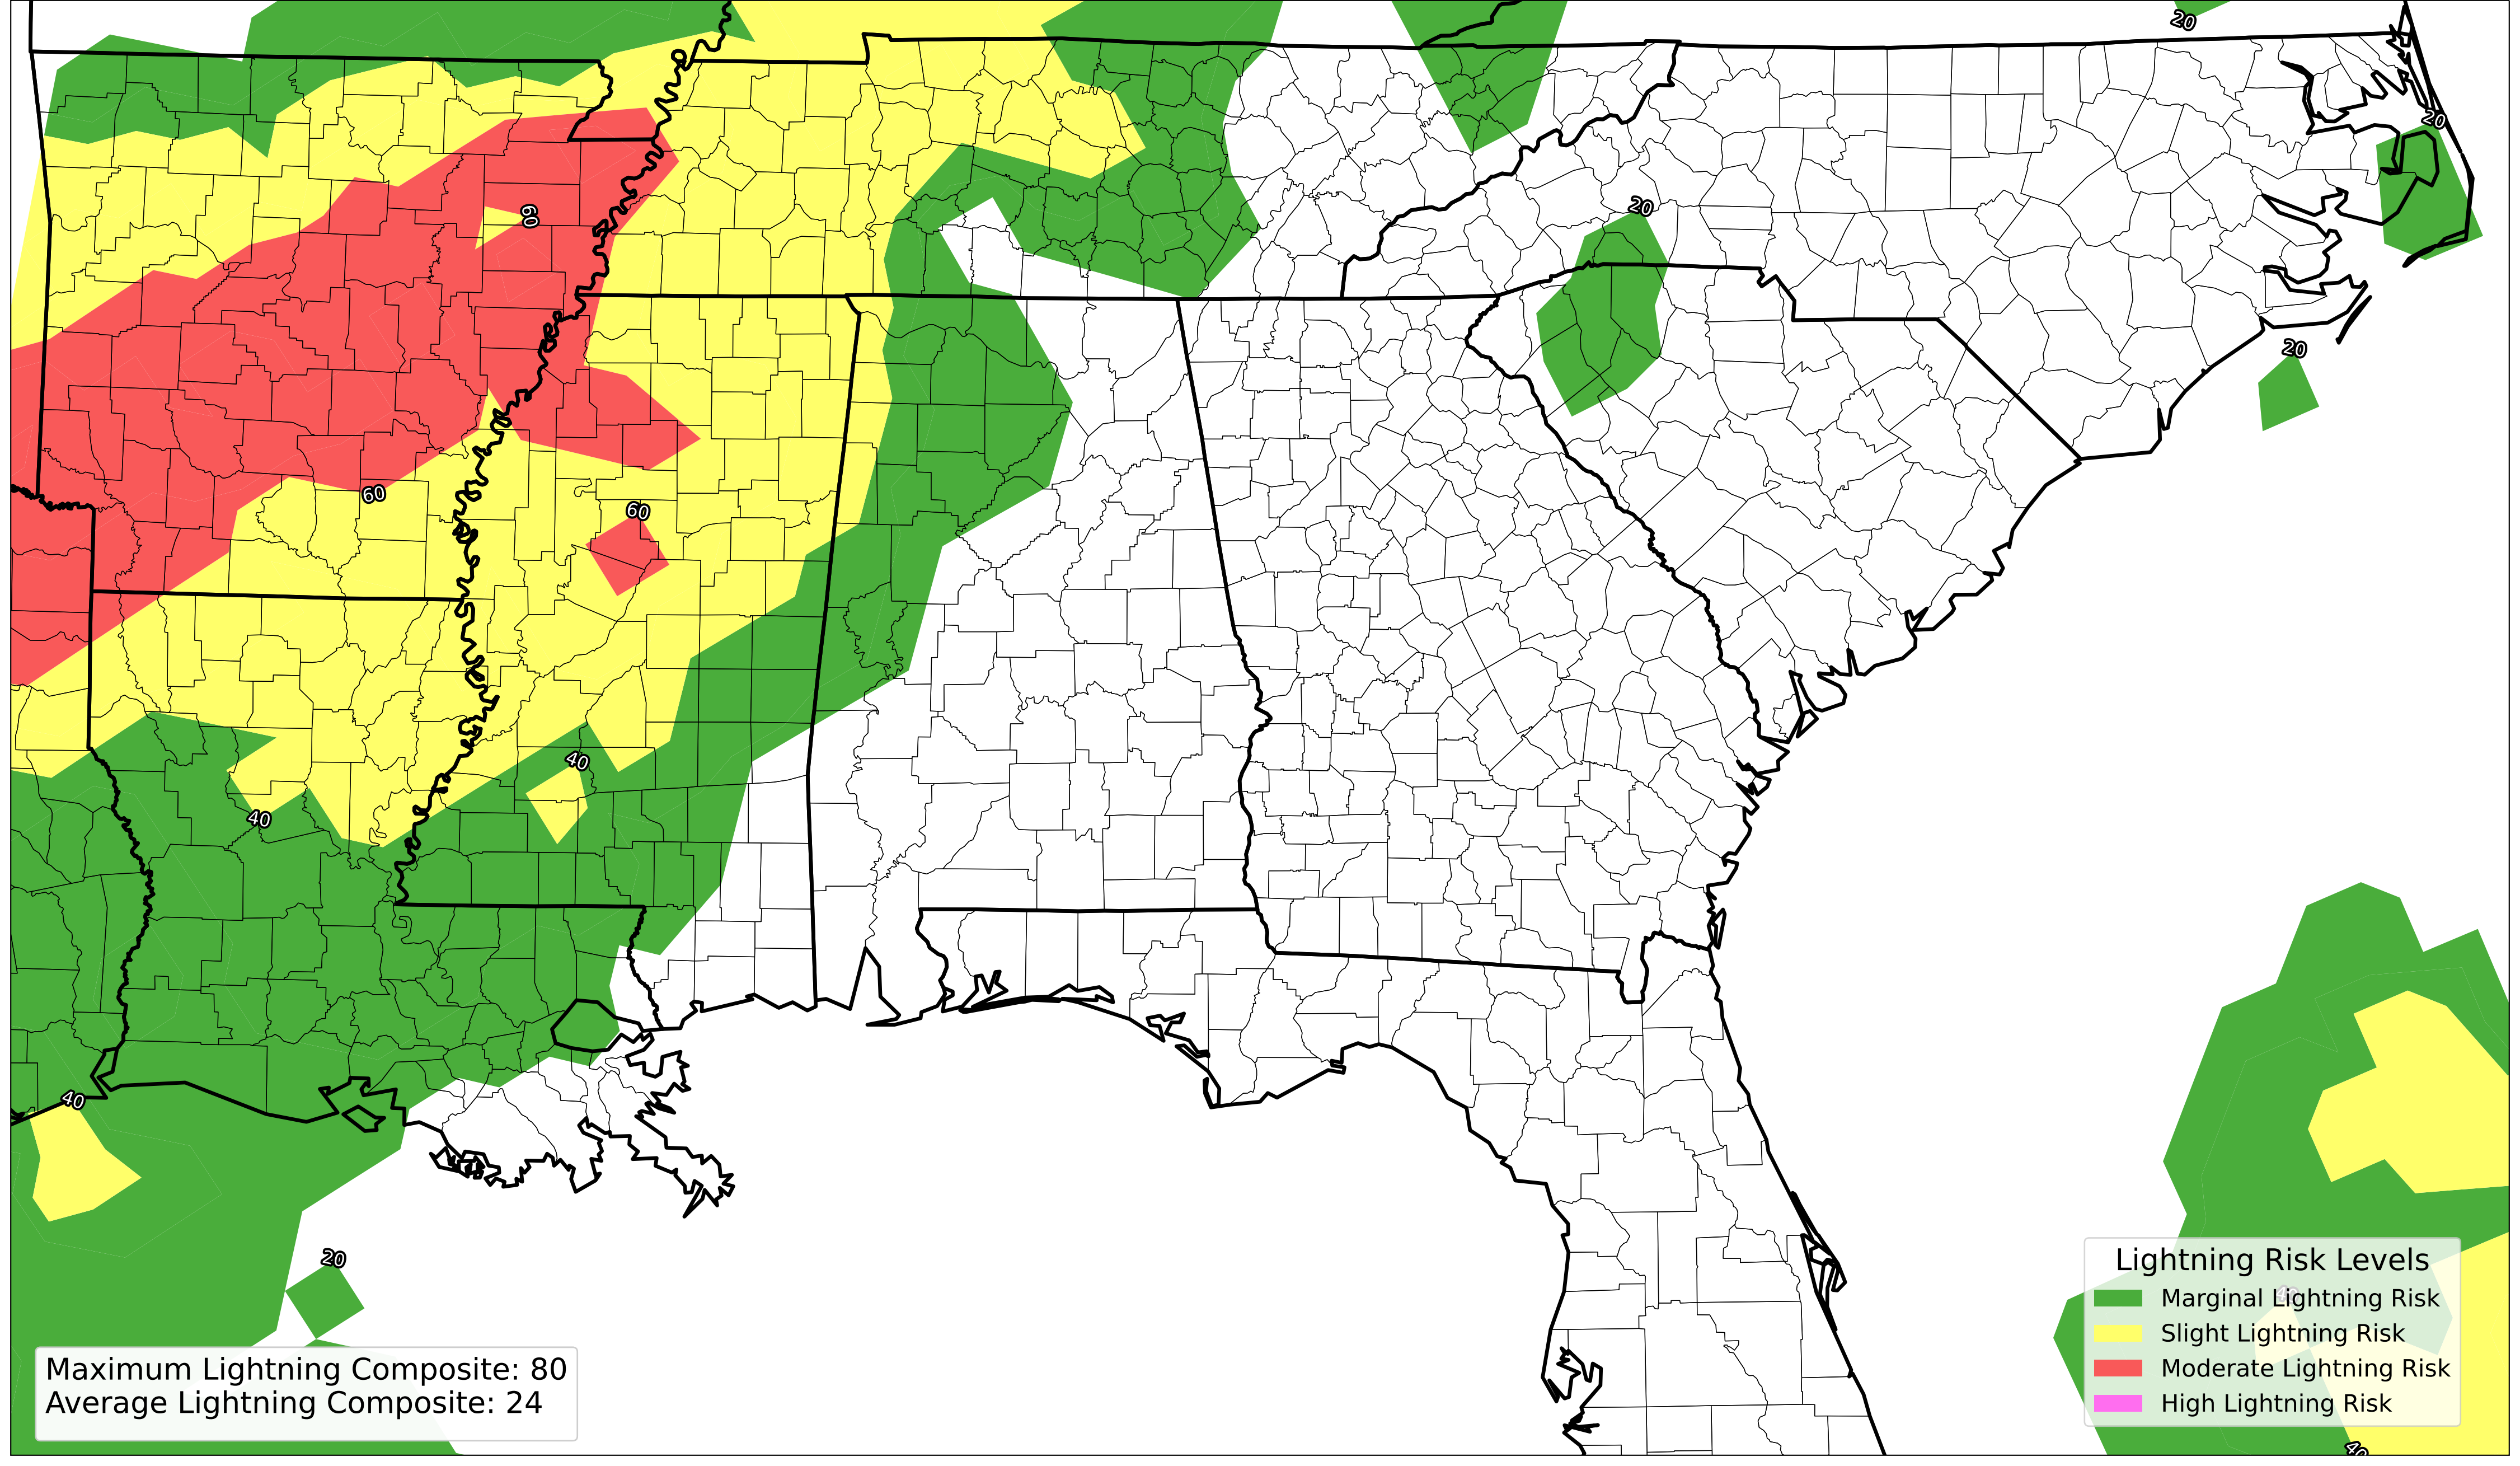 20
20
20
60
20
60
60
40
40
40
20
Lightning Risk Levels
Marginal Lightning Risk
Slight Lightning Risk
Moderate Lightning Risk
High Lightning Risk
Maximum Lightning Composite: 80
Average Lightning Composite: 24
40